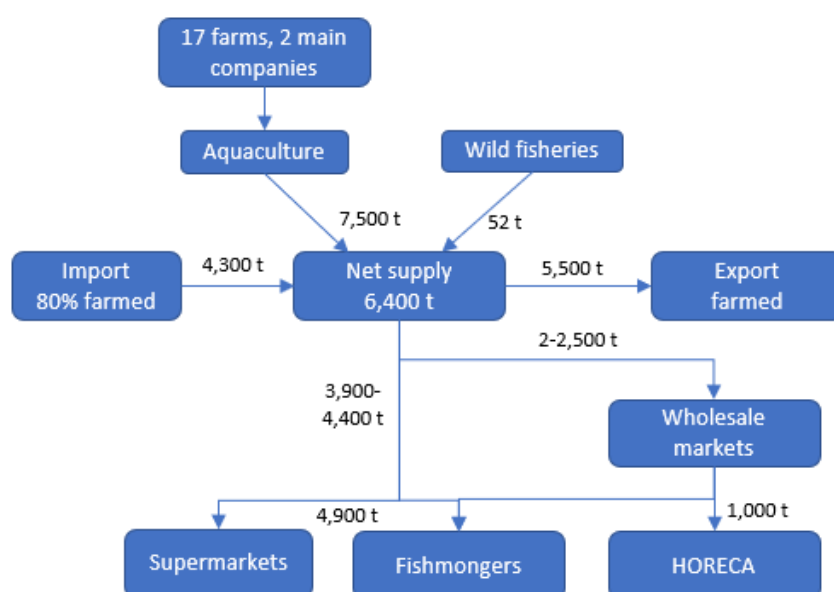 17 farms, 2 main
companies
Aquaculture
Wild fisheries
7,500 t
52 t
Import
80% farmed
4,300 t
Net supply
6,400 t
5,500 t
Export
farmed
2-2,500 t
3,900-
4,400 t
Wholesale
markets
4,900 t
1,000 t
Supermarkets
Fishmongers
HORECA